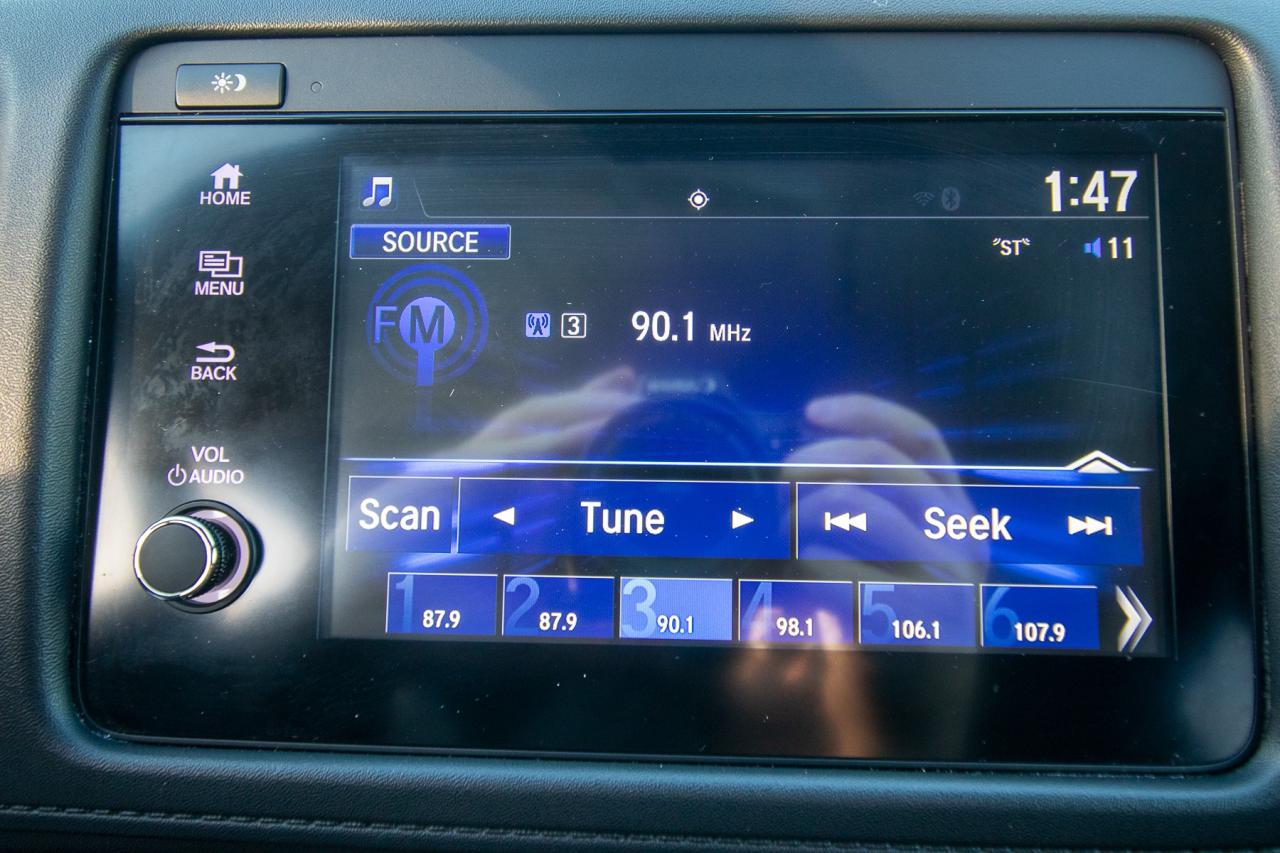 HOME
MENU
BACK
VOL
AUDIO
1:47
SOURCE
"ST"
11
FM
3
90.1 MHz
Scan
Tune
Seek
1 87.9
2 87.9
3 90.1
4 98.1
5 106.1
6 107.9